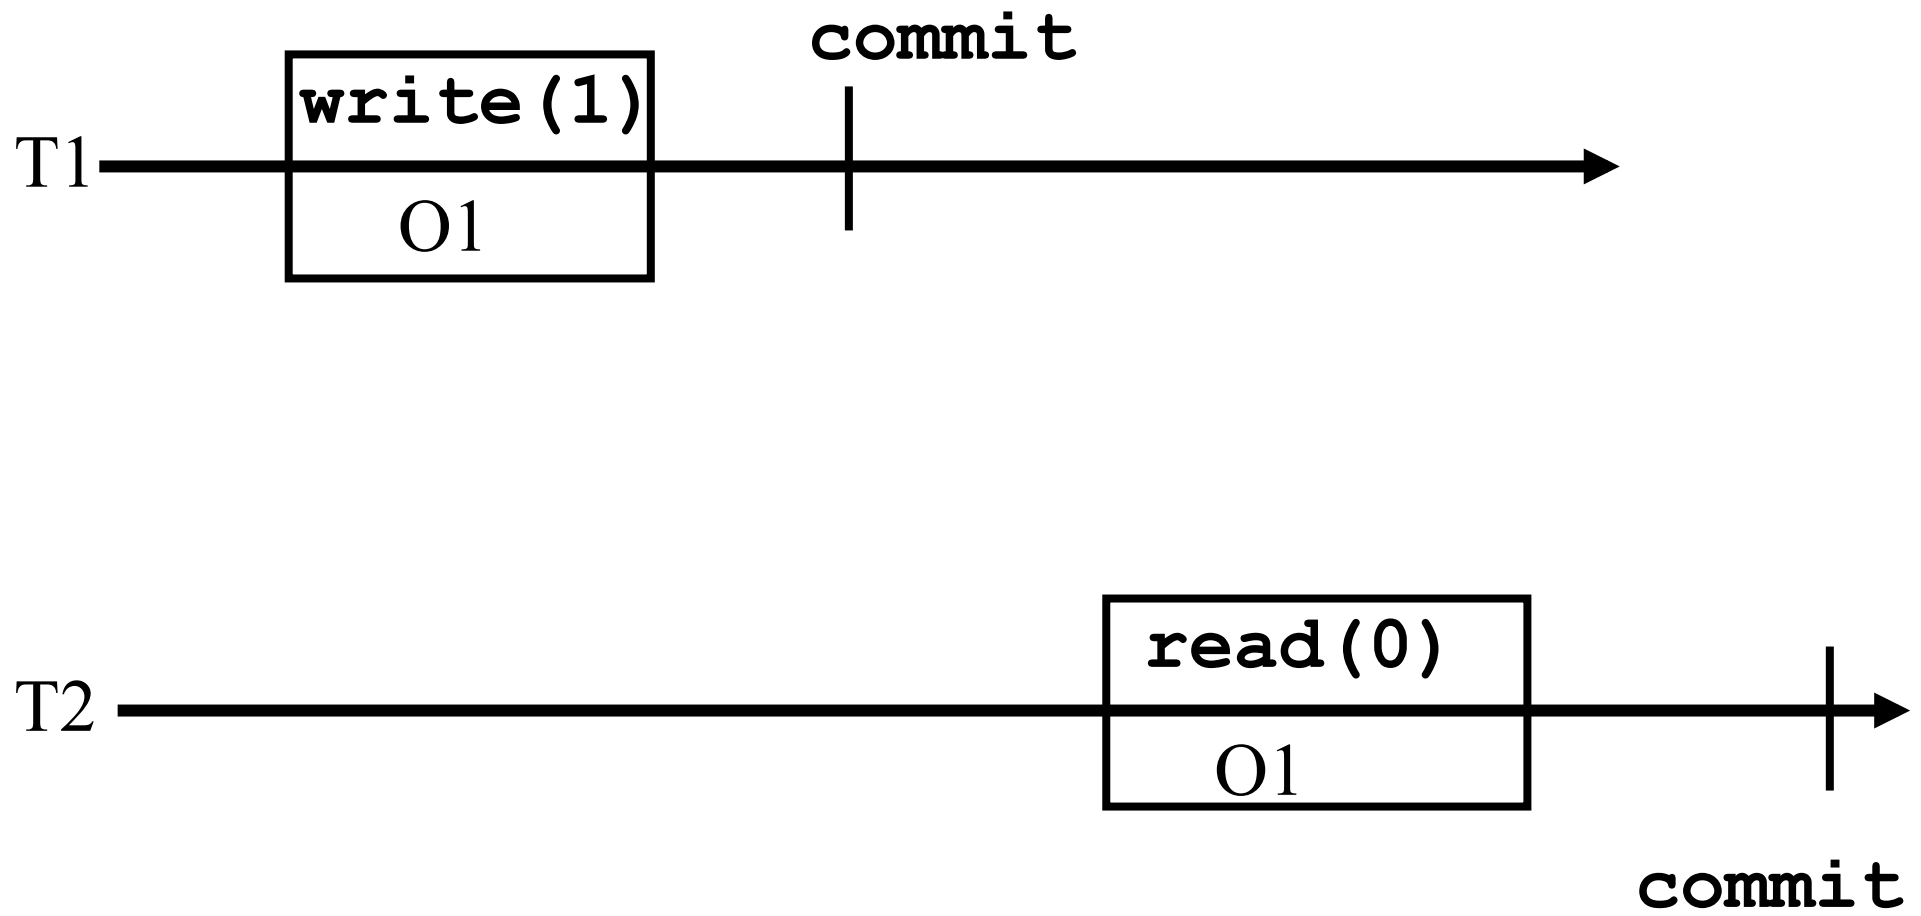 commit
write(1)
T1
O1
read(0)
T2
O1
commit